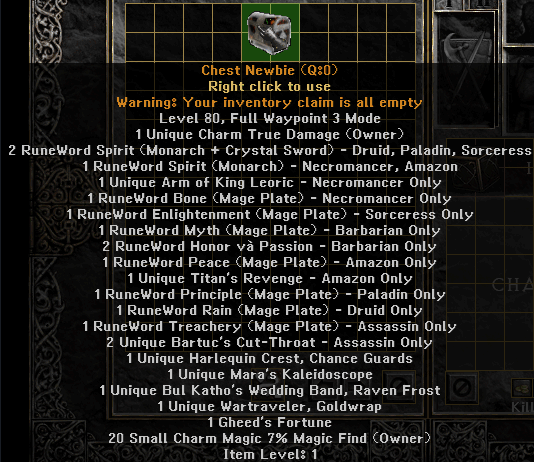 Chest Newbie (Q:0)
Right click to use
Warning: Your inventory claim is all empty
Level 80, Full Waypoint 3 Mode
1 Unique Charm True Damage (Owner)
2 RuneWord Spirit (Monarch + Crystal Sword) - Druid, Paladin, Sorceress
1 RuneWord Spirit (Monarch) - Necromancer, Amazon
1 Unique Arm of King Leoric - Necromancer Only
1 RuneWord Bone (Mage Plate) - Necromancer Only
1 RuneWord Enlightenment (Mage Plate) - Sorceress Only
1 RuneWord Myth (Mage Plate) - Barbarian Only
2 RuneWord Honor và Passion - Barbarian Only
1 RuneWord Peace (Mage Plate) - Amazon Only
1 Unique Titan's Revenge - Amazon Only
1 RuneWord Principle (Mage Plate) - Paladin Only
1 RuneWord Rain (Mage Plate) - Druid Only
1 RuneWord Treachery (Mage Plate) - Assassin Only
2 Unique Bartuc's Cut-Throat - Assassin Only
1 Unique Harlequin Crest, Chance Guards
1 Unique Mara's Kaleidoscope
1 Unique Bul Katho's Wedding Band, Raven Frost
1 Unique Wartraveler, Goldwrap
1 Gheed's Fortune
20 Small Charm Magic 7% Magic Find (Owner)
Item Level: 1